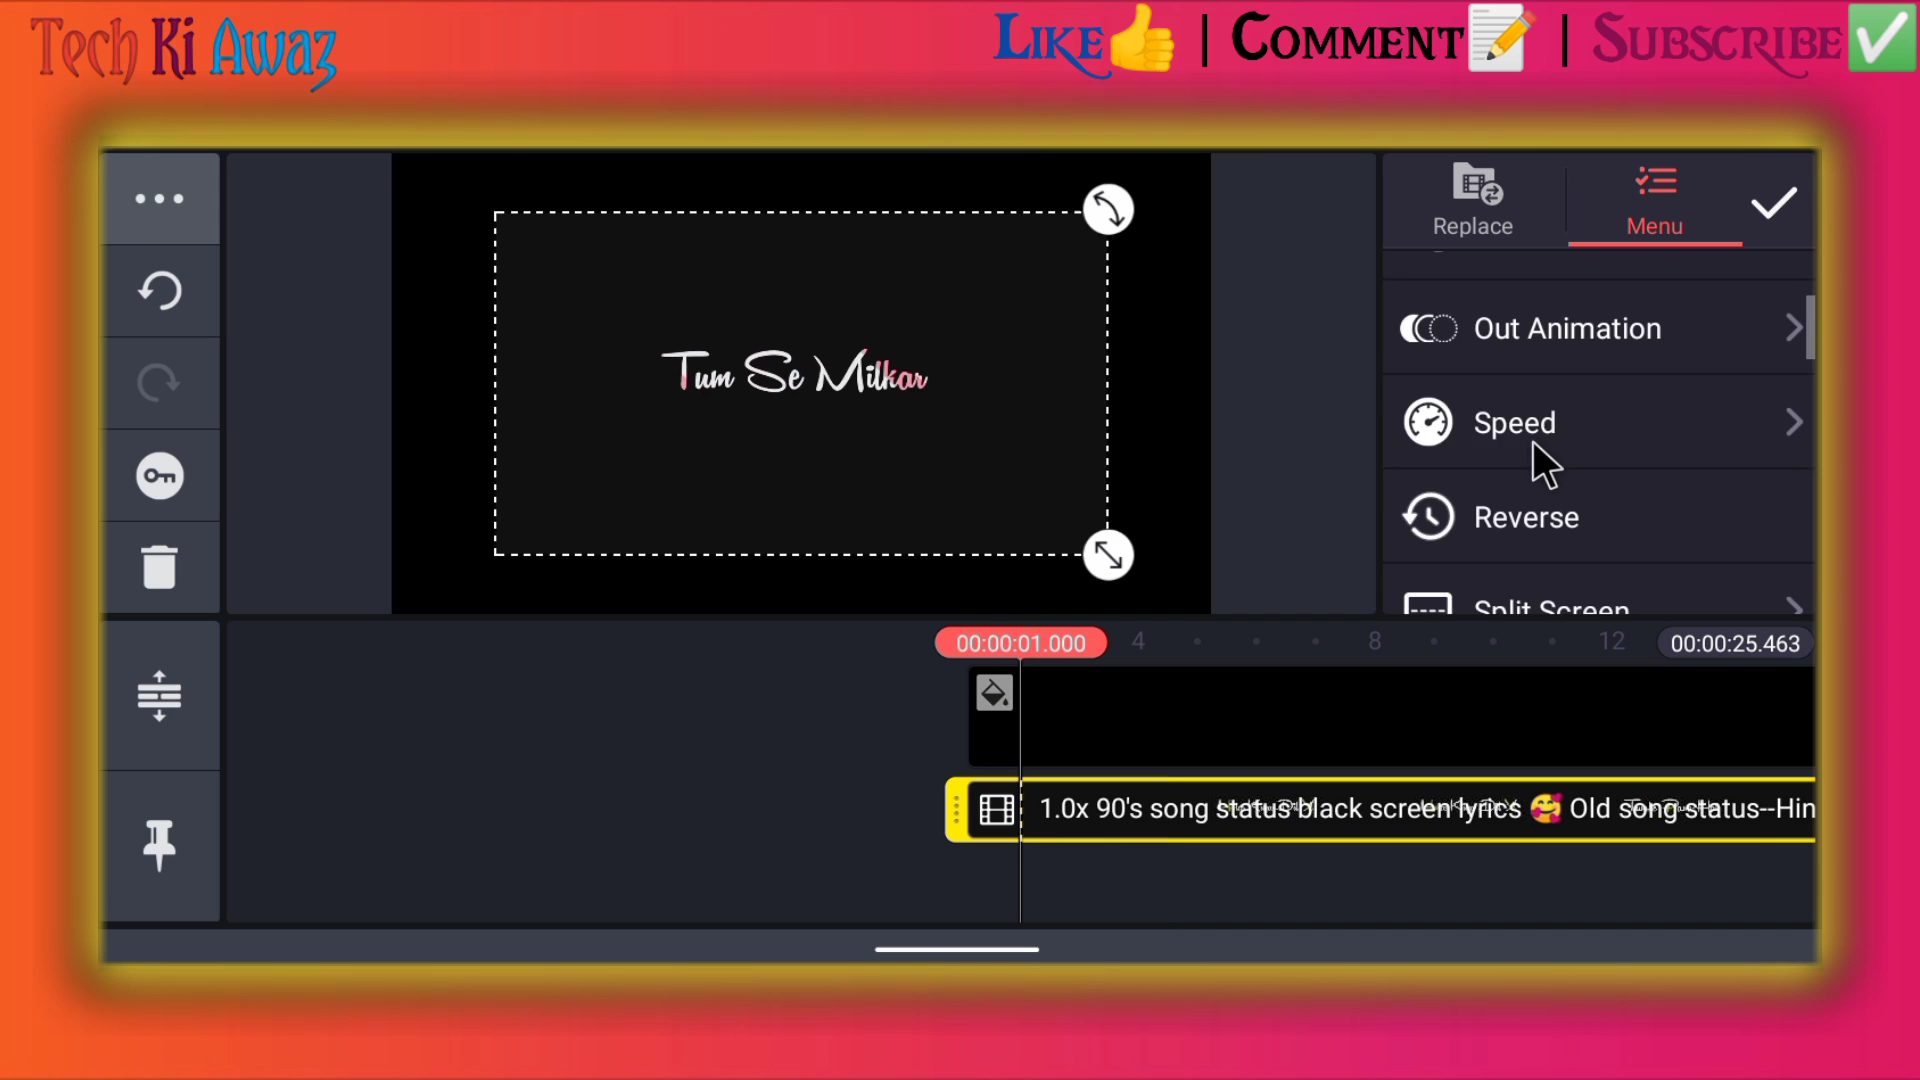 Tech Ki Awaz
Like👍 | Comment📝 | Subscribe✅
Replace
Menu
Out Animation
Tum Se Milkar
Speed
Reverse
Split Screen
00:00:01.000
4
8
12
00:00:25.463
1.0x 90's song status black screen lyrics 🥰 Old song status--Hin